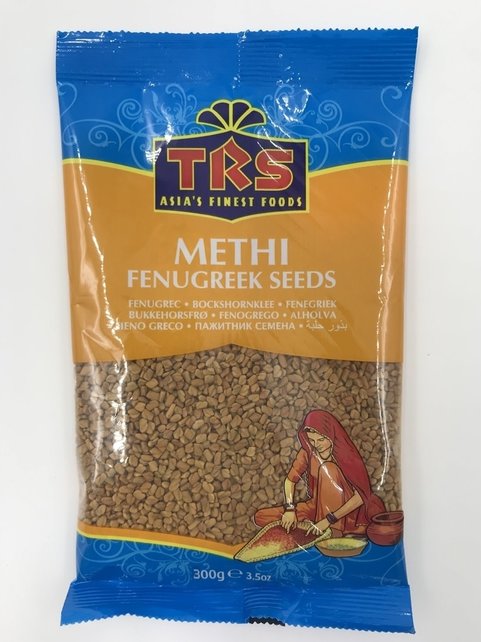 TRS
ASIA'S FINEST FOODS
METHI
FENUGREEK SEEDS
FENUGREC • BOCKSHORNKLEE • FENEGRIEK
BUKKEHORSFRØ • FENOGREGO • ALHOLVA
IENO GRECO • ПАЖИТНИК СЕМЕНА • بذور حلبة
300g ℮ 3.5oz